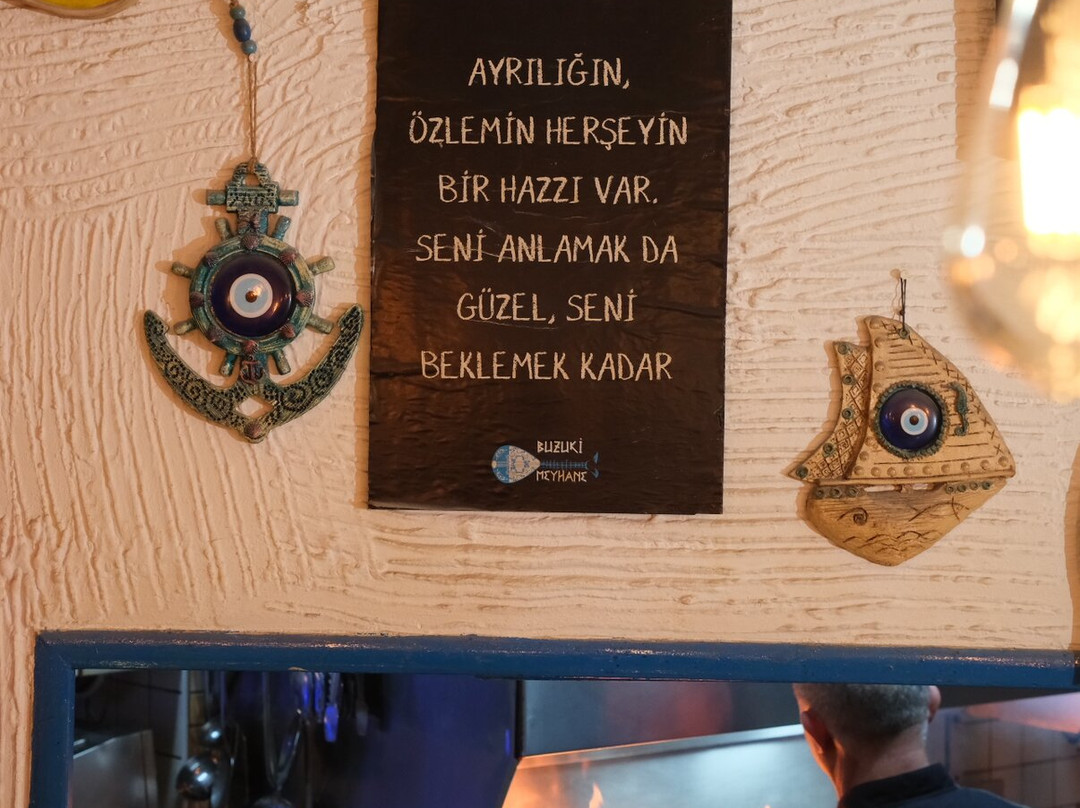 AYRILIĞIN,
ÖZLEMİN HERŞEYİN
BİR HAZZI VAR.
SENİ ANLAMAK DA
GÜZEL, SENİ
BEKLEMEK KADAR
BUZUKİ
MEYHANE